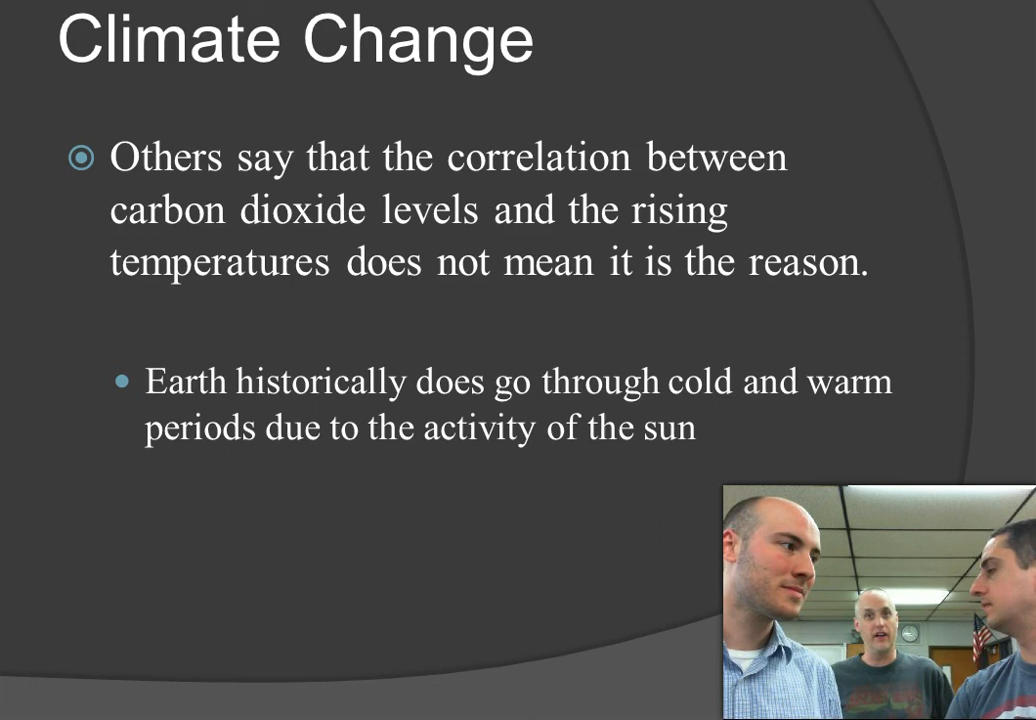 Climate Change
Others say that the correlation between
carbon dioxide levels and the rising
temperatures does not mean it is the reason.
Earth historically does go through cold and warm
periods due to the activity of the sun